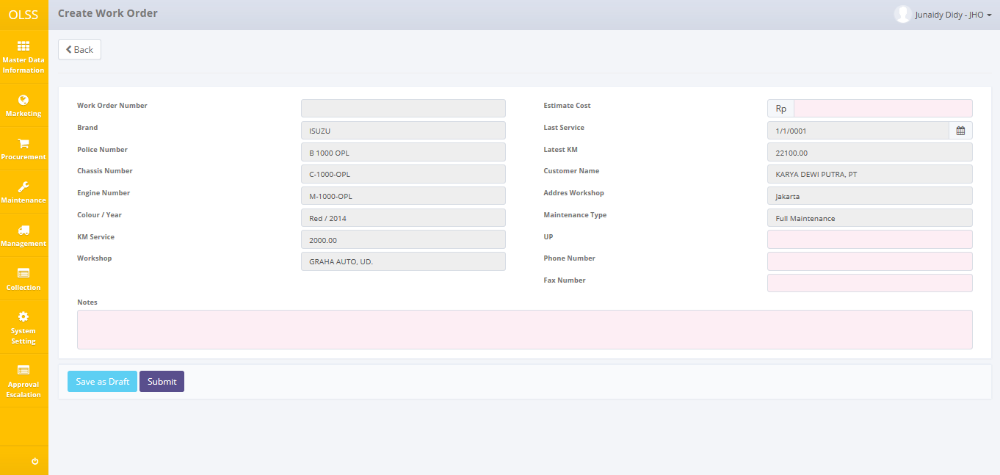 OLSS
Create Work Order
Junaidy Didy - JHO
Master Data
Information
Marketing
Procurement
Maintenance
Management
Collection
System
Setting
Approval
Escalation
Back
Work Order Number
Brand ISUZU
Police Number B 1000 OPL
Chassis Number C-1000-OPL
Engine Number M-1000-OPL
Colour / Year Red / 2014
KM Service 2000.00
Workshop GRAHA AUTO, UD.
Estimate Cost Rp
Last Service 1/1/0001
Latest KM 22100.00
Customer Name KARYA DEWI PUTRA, PT
Addres Workshop Jakarta
Maintenance Type Full Maintenance
UP
Phone Number
Fax Number
Notes
Save as Draft Submit